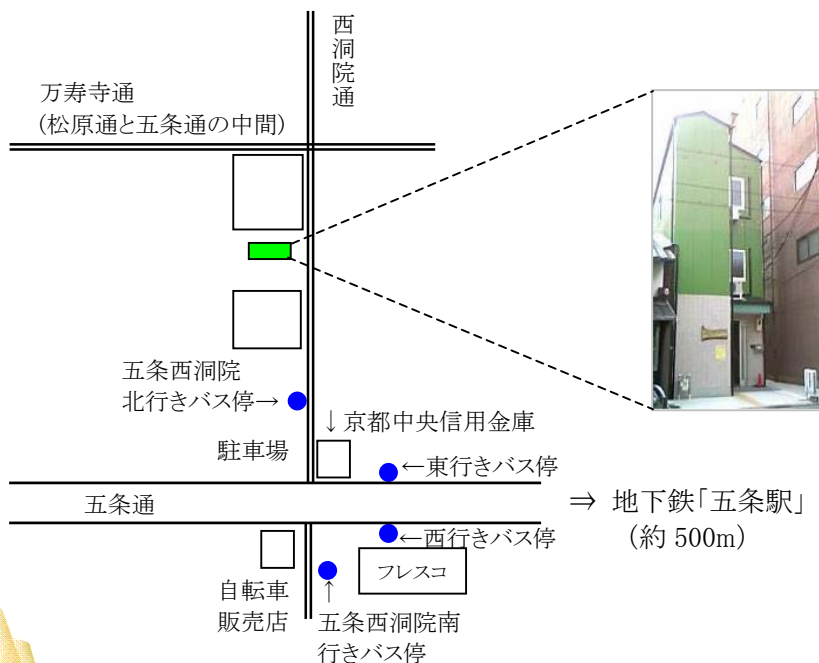 西洞院通
万寿寺通
(松原通と五条通の中間)
五条西洞院
北行きバス停→
↓京都中央信用金庫
駐車場
←東行きバス停
五条通
⇒ 地下鉄「五条駅」
(約 500m)
←西行きバス停
フレスコ
自転車
販売店
↑
五条西洞院南
行きバス停